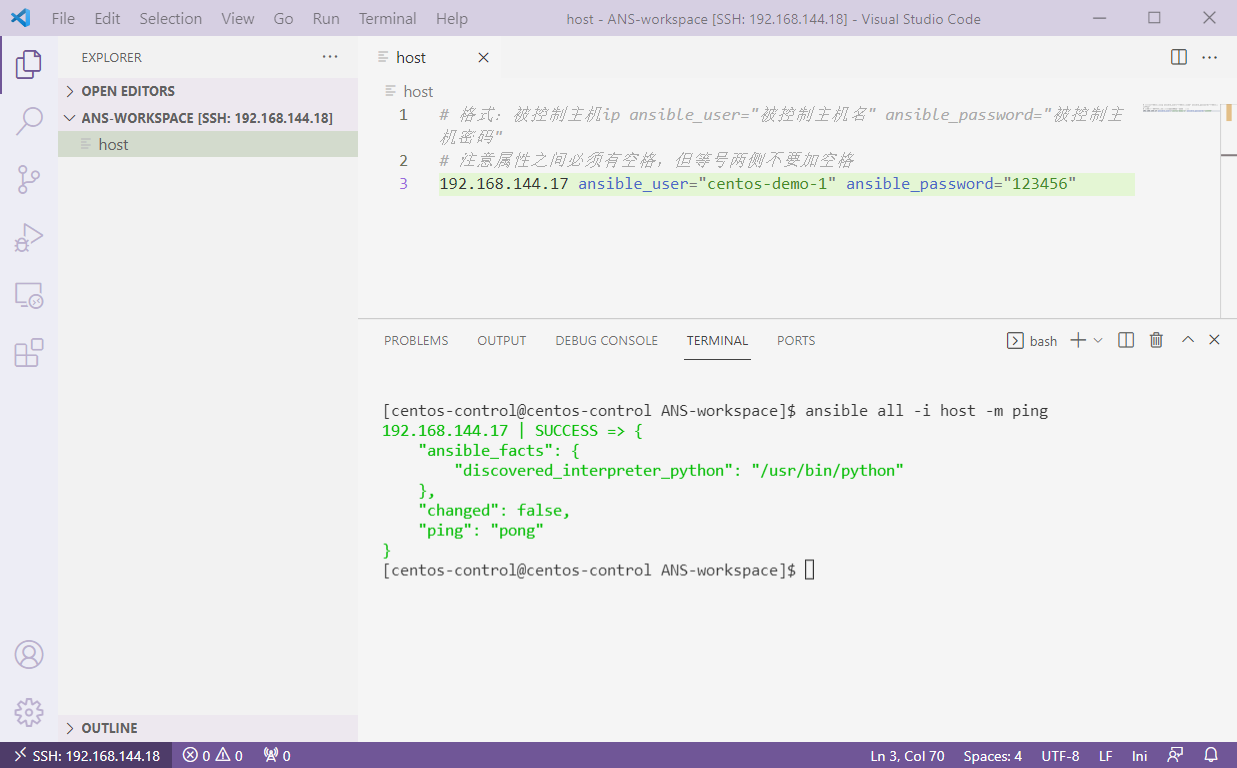 File Edit Selection View Go Run Terminal Help host - ANS-workspace [SSH: 192.168.144.18] - Visual Studio Code
EXPLORER
OPEN EDITORS
ANS-WORKSPACE [SSH: 192.168.144.18]
host
OUTLINE
host
host
1 # 格式：被控制主机ip ansible_user="被控制主机名" ansible_password="被控制主
机密码"
2 # 注意属性之间必须有空格，但等号两侧不要加空格
3 192.168.144.17 ansible_user="centos-demo-1" ansible_password="123456"
PROBLEMS OUTPUT DEBUG CONSOLE TERMINAL PORTS bash
[centos-control@centos-control ANS-workspace]$ ansible all -i host -m ping
192.168.144.17 | SUCCESS => {
"ansible_facts": {
"discovered_interpreter_python": "/usr/bin/python"
},
"changed": false,
"ping": "pong"
}
[centos-control@centos-control ANS-workspace]$
SSH: 192.168.144.18 0 0 0 Ln 3, Col 70 Spaces: 4 UTF-8 LF Ini